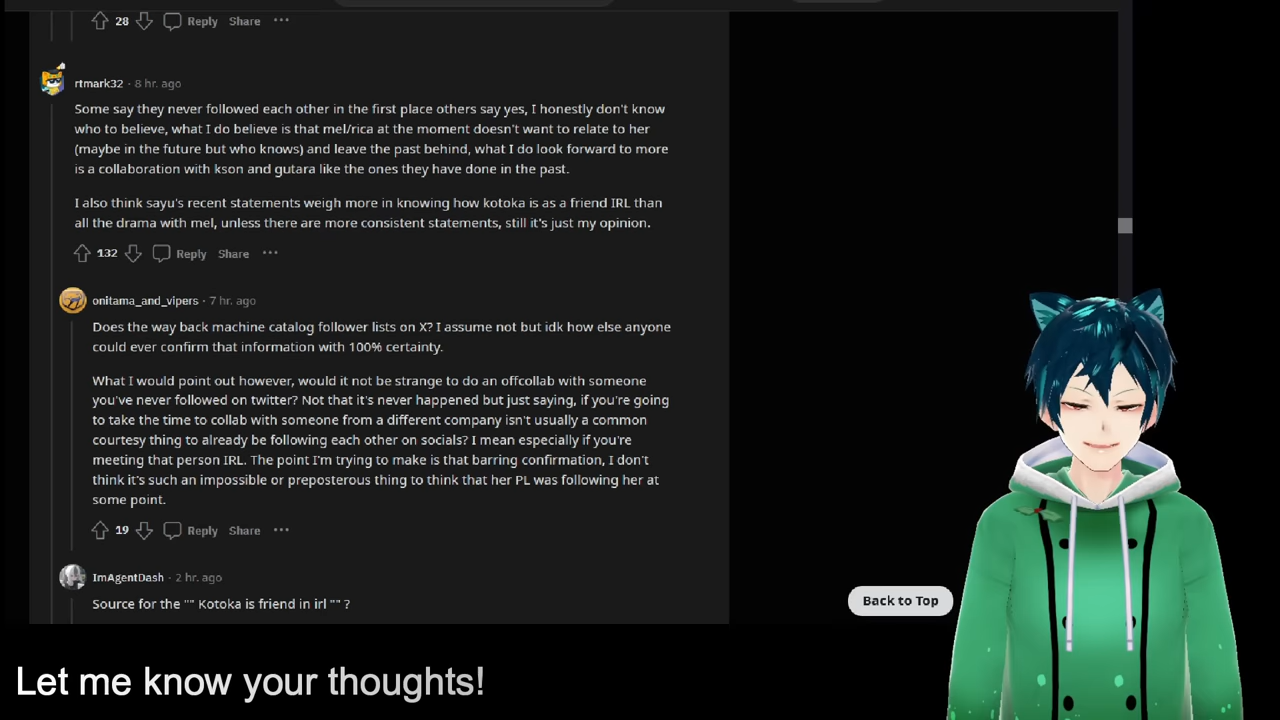 28 Reply Share
rtmark32 · 8 hr. ago
Some say they never followed each other in the first place others say yes, I honestly don't know
who to believe, what I do believe is that mel/rica at the moment doesn't want to relate to her
(maybe in the future but who knows) and leave the past behind, what I do look forward to more
is a collaboration with kson and gutara like the ones they have done in the past.
I also think sayu's recent statements weigh more in knowing how kotoka is as a friend IRL than
all the drama with mel, unless there are more consistent statements, still it's just my opinion.
132 Reply Share
onitama_and_vipers · 7 hr. ago
Does the way back machine catalog follower lists on X? I assume not but idk how else anyone
could ever confirm that information with 100% certainty.
What I would point out however, would it not be strange to do an offcollab with someone
you've never followed on twitter? Not that it's never happened but just saying, if you're going
to take the time to collab with someone from a different company isn't usually a common
courtesy thing to already be following each other on socials? I mean especially if you're
meeting that person IRL. The point I'm trying to make is that barring confirmation, I don't
think it's such an impossible or preposterous thing to think that her PL was following her at
some point.
19 Reply Share
ImAgentDash · 2 hr. ago
Source for the "" Kotoka is friend in irl "" ?
Back to Top
Let me know your thoughts!